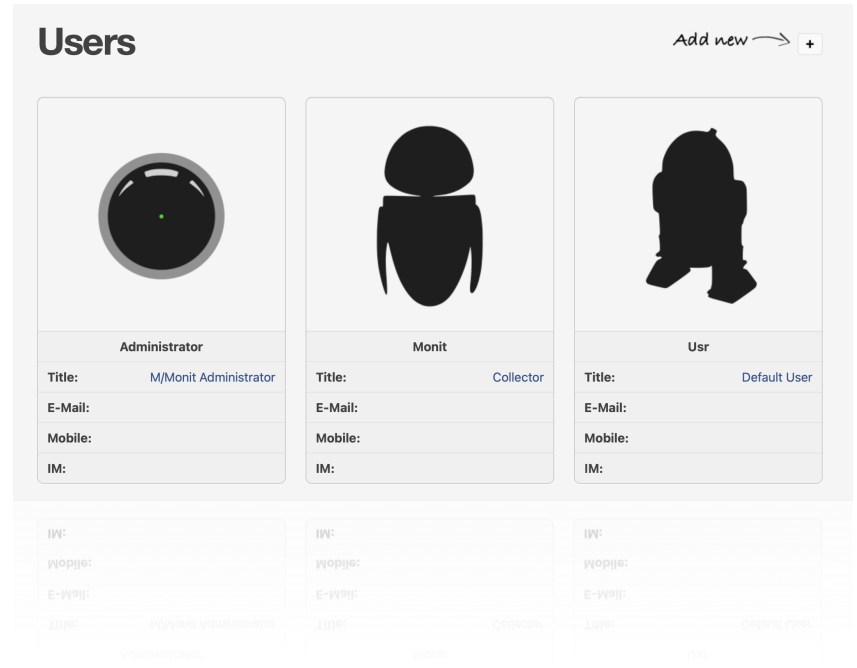 Users
Add new
+
Administrator
Title: M/Monit Administrator
E-Mail:
Mobile:
IM:
Monit
Title: Collector
E-Mail:
Mobile:
IM:
Usr
Title: Default User
E-Mail:
Mobile:
IM: